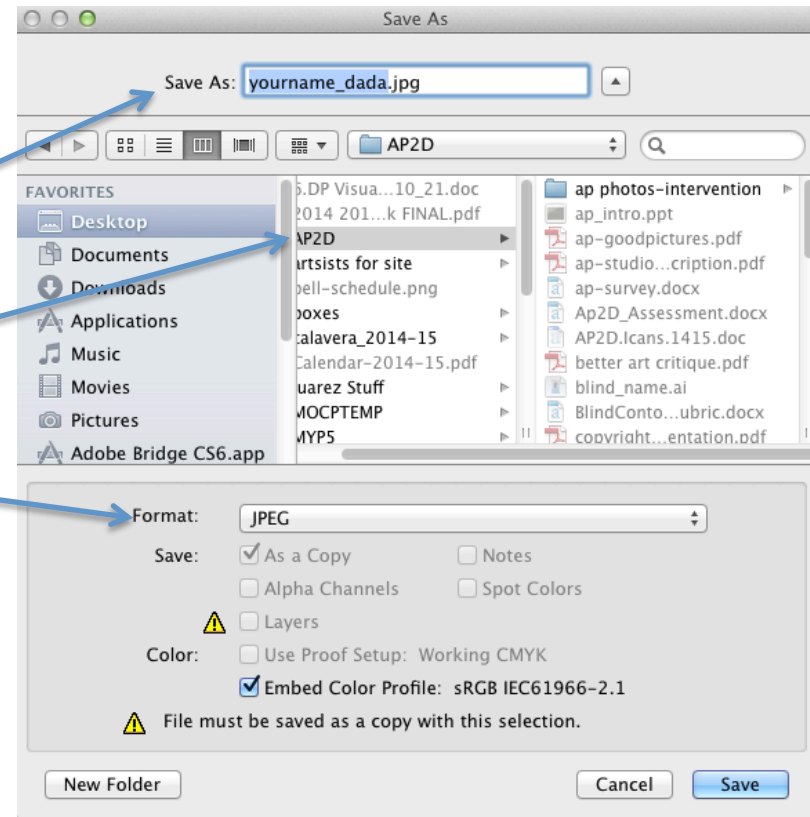 Save As
Save As: yourname_dada.jpg
AP2D
FAVORITES
Desktop
Documents
Downloads
Applications
Music
Movies
Pictures
Adobe Bridge CS6.app
5.DP Visua...10_21.doc
2014 201...k FINAL.pdf
AP2D
artsists for site
bell-schedule.png
boxes
calavera_2014-15
Calendar-2014-15.pdf
uarez Stuff
MOCPTEMP
MYP5
ap photos-intervention
ap_intro.ppt
ap-goodpictures.pdf
ap-studio...cription.pdf
ap-survey.docx
Ap2D_Assessment.docx
AP2D.Icans.1415.doc
better art critique.pdf
blind_name.ai
BlindConto...ubric.docx
copyright...entation.pdf
Format: JPEG
Save: As a Copy Notes
Alpha Channels Spot Colors
Layers
Color: Use Proof Setup: Working CMYK
Embed Color Profile: sRGB IEC61966-2.1
File must be saved as a copy with this selection.
New Folder Cancel Save